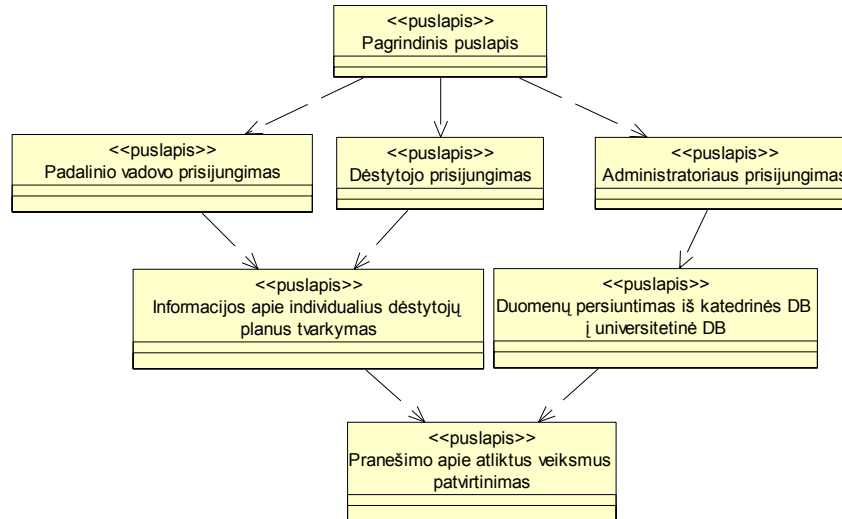 <<puslapis>>
Pagrindinis puslapis
<<puslapis>>
Padalinio vadovo prisijungimas
<<puslapis>>
Dėstytojo prisijungimas
<<puslapis>>
Administratoriaus prisijungimas
<<puslapis>>
Informacijos apie individualius dėstytojų
planus tvarkymas
<<puslapis>>
Duomenų persiuntimas iš katedrinės DB
į universitetinė DB
<<puslapis>>
Pranešimo apie atliktus veiksmus
patvirtinimas